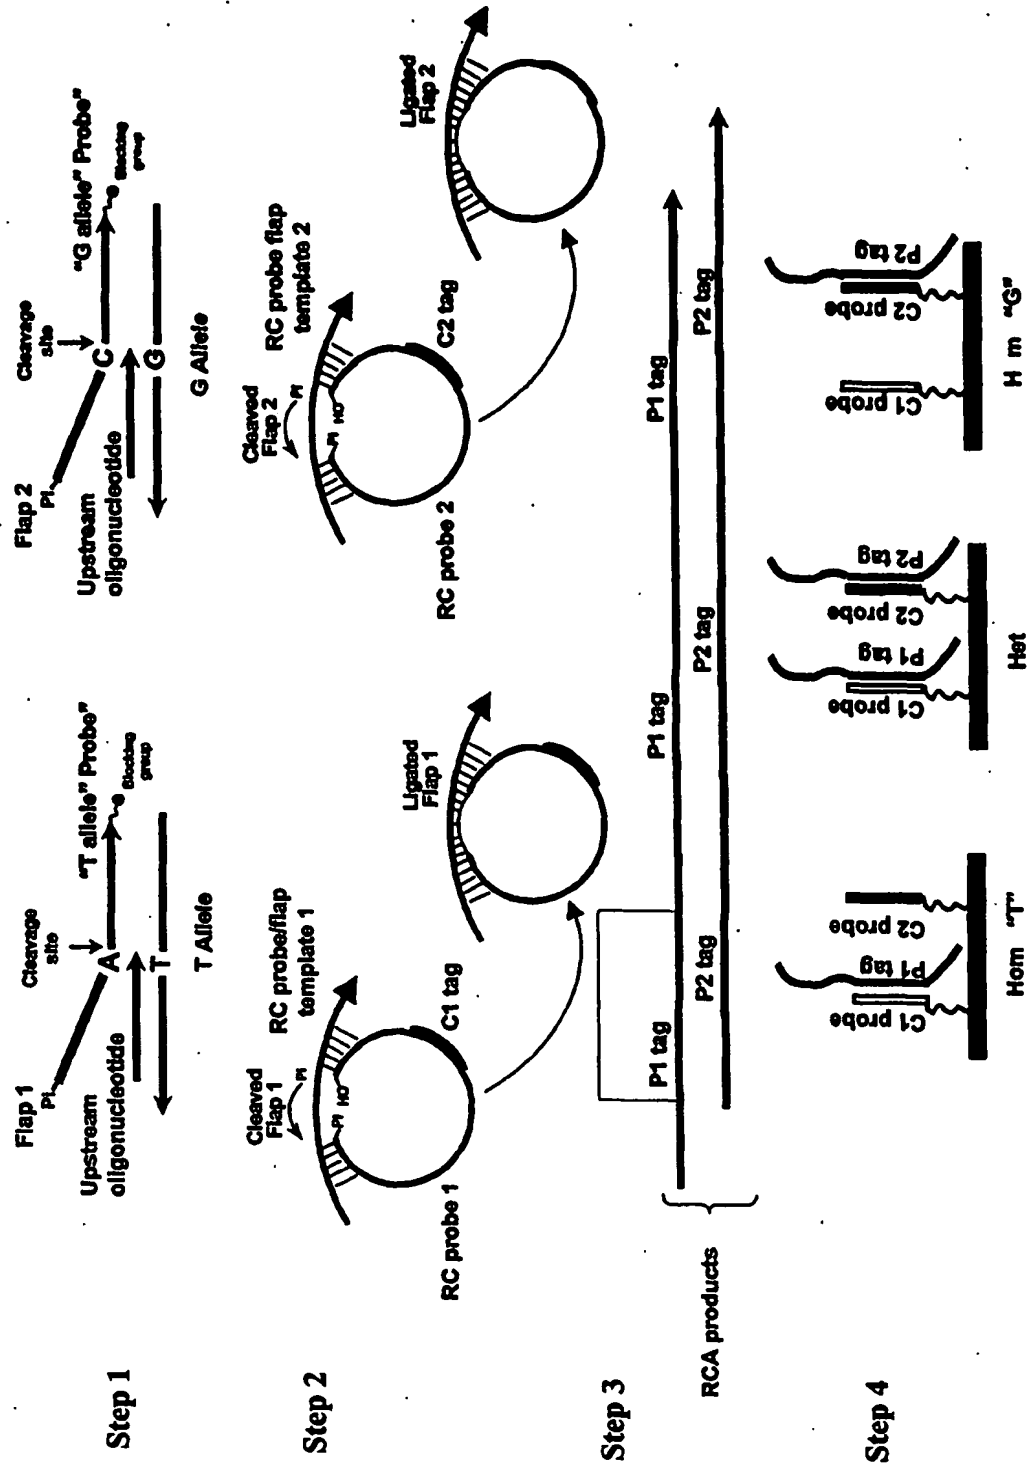 Step 1
Flap 1
PI
Upstream
oligonucleotide
Cleavage
site
A
"T allele" Probe"
Blocking
group
T
T Allele
Flap 2
PI
Upstream
oligonucleotide
Cleavage
site
C
"G allele" Probe"
Blocking
group
G
G Allele
Step 2
Cleaved
Flap 1
PI
PI
HO
RC probe/flap
template 1
C1 tag
RC probe 1
Ligated
Flap 1
Cleaved
Flap 2
PI
PI
HO
RC probe flap
template 2
C2 tag
RC probe 2
Ligated
Flap 2
Step 3
RCA products
P1 tag
P1 tag
P1 tag
P2 tag
P2 tag
P2 tag
Step 4
C1 probe
P1 tag
C2 probe
Hom "T"
C1 probe
P1 tag
C2 probe
P2 tag
Het
C1 probe
C2 probe
P2 tag
H m "G"